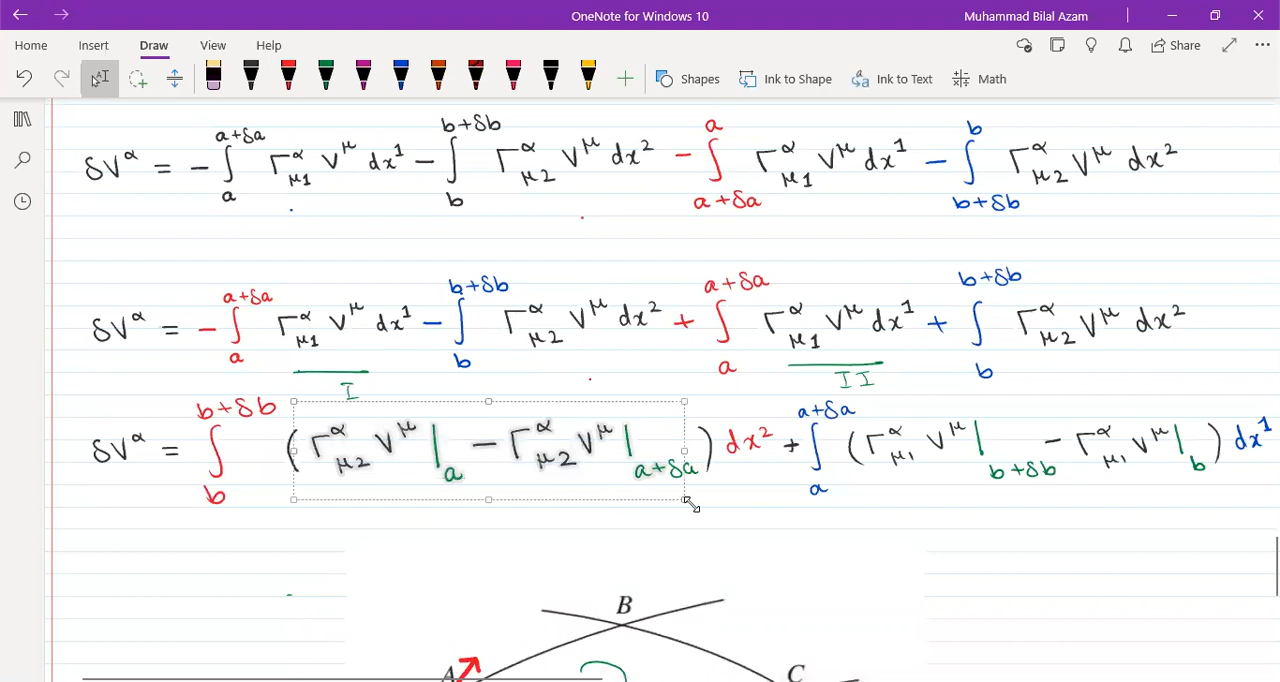 OneNote for Windows 10 Muhammad Bilal Azam
Home Insert Draw View Help Share
Shapes Ink to Shape Ink to Text Math
δV^α = - ∫_a^{a+δa} Γ^α_{μ1} V^μ dx^1 - ∫_b^{b+δb} Γ^α_{μ2} V^μ dx^2 - ∫_{a+δa}^a Γ^α_{μ1} V^μ dx^1 - ∫_{b+δb}^b Γ^α_{μ2} V^μ dx^2
δV^α = - ∫_a^{a+δa} Γ^α_{μ1} V^μ dx^1 - ∫_b^{b+δb} Γ^α_{μ2} V^μ dx^2 + ∫_a^{a+δa} Γ^α_{μ1} V^μ dx^1 + ∫_b^{b+δb} Γ^α_{μ2} V^μ dx^2
I II
δV^α = ∫_b^{b+δb} (Γ^α_{μ2} V^μ|_a - Γ^α_{μ2} V^μ|_{a+δa}) dx^2 + ∫_a^{a+δa} (Γ^α_{μ1} V^μ|_{b+δb} - Γ^α_{μ1} V^μ|_b) dx^1
B
A C